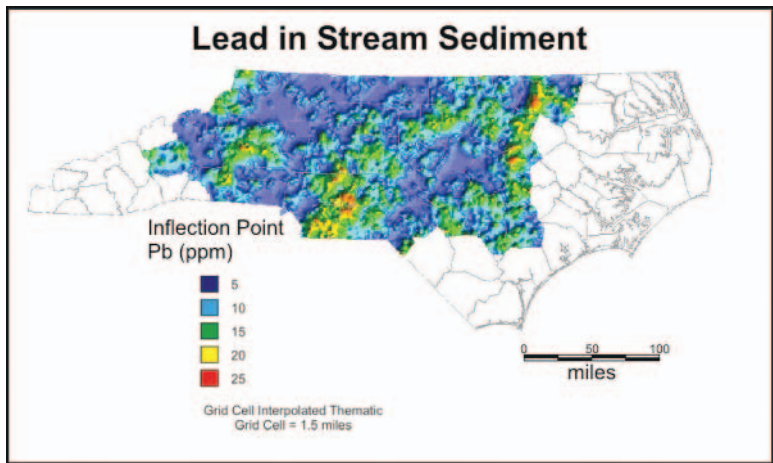 Lead in Stream Sediment
Inflection Point
Pb (ppm)
5
10
15
20
25
Grid Cell Interpolated Thematic
Grid Cell = 1.5 miles
0 50 100
miles